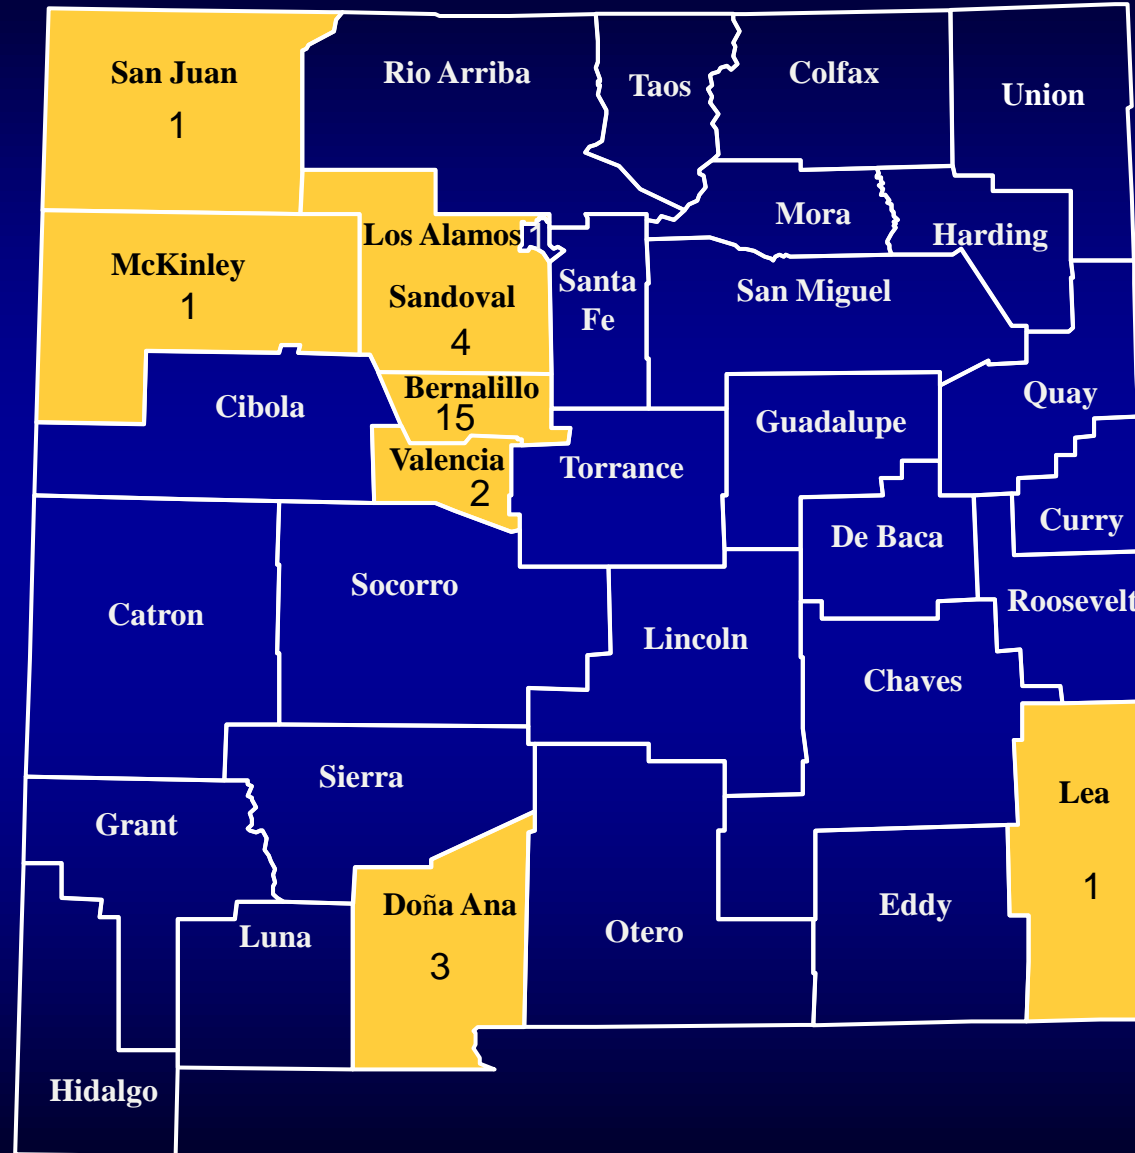 San Juan
1
Rio Arriba
Taos
Colfax
Union
Los Alamos
Mora
Harding
McKinley
1
Sandoval
4
Santa
Fe
San Miguel
Bernalillo
15
Cibola
Guadalupe
Quay
Valencia
2
Torrance
De Baca
Curry
Socorro
Catron
Lincoln
Roosevelt
Chaves
Sierra
Grant
Lea
1
Doña Ana
3
Luna
Otero
Eddy
Hidalgo